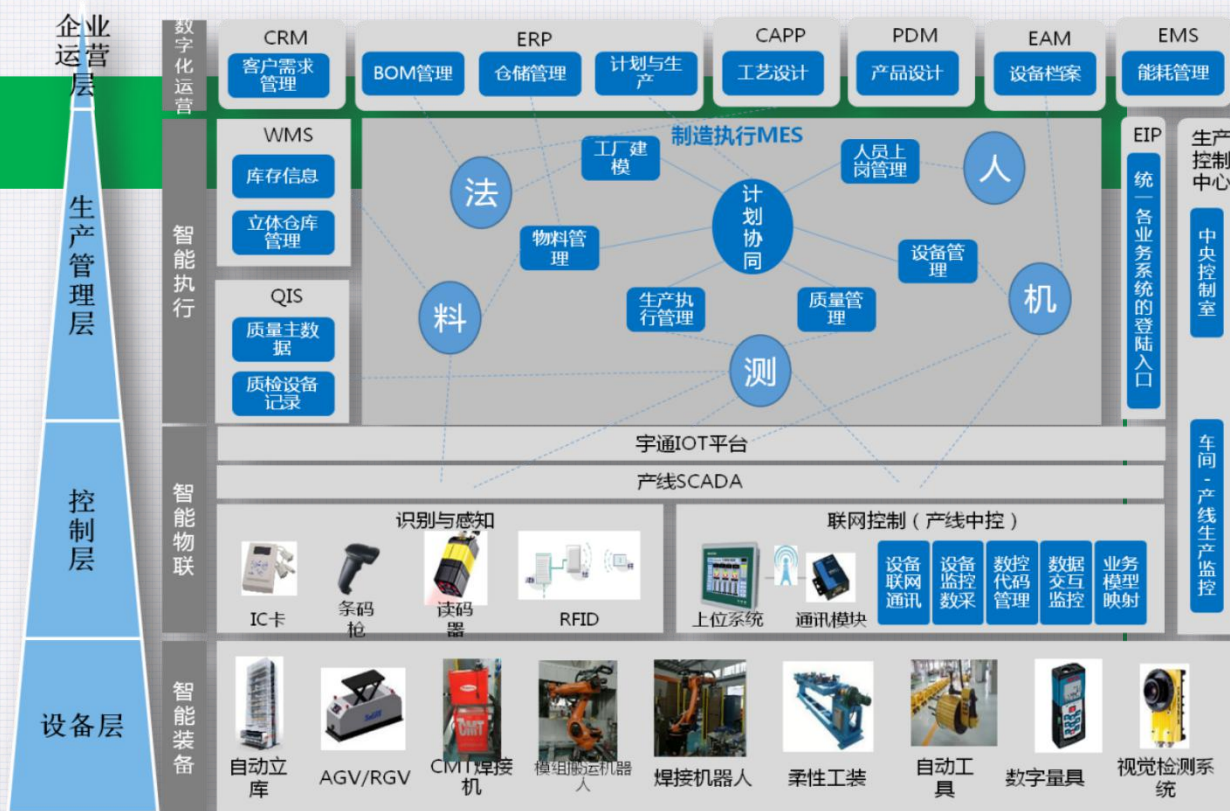 企业
运营
层
生产管理层
控制层
设备层
数字化运营
CRM
客户需求
管理
ERP
BOM管理
仓储管理
计划与生
产
CAPP
工艺设计
PDM
产品设计
EAM
设备档案
EMS
能耗管理
智能执行
WMS
库存信息
立体仓库
管理
QIS
质量主数
据
质检设备
记录
制造执行MES
法
工厂建
模
人员上
岗管理
人
计划协同
物料管
理
设备管
理
料
生产执
行管理
质量管
理
机
测
EIP
统一各业务系统的登陆入口
生产
控制
中心
中央控制室
车间-产线生产监控
智能物联
宇通IOT平台
产线SCADA
识别与感知
IC卡
条码
枪
读码
器
RFID
联网控制(产线中控)
上位系统
通讯模块
设备
联网
通讯
设备
监控
数采
数控
代码
管理
数据
交互
监控
业务
模型
映射
智能装备
自动立
库
AGV/RGV
CMT焊接
机
CMT
模组搬运机器
人
焊接机器人
柔性工装
自动工
具
数字量具
视觉检测系
统